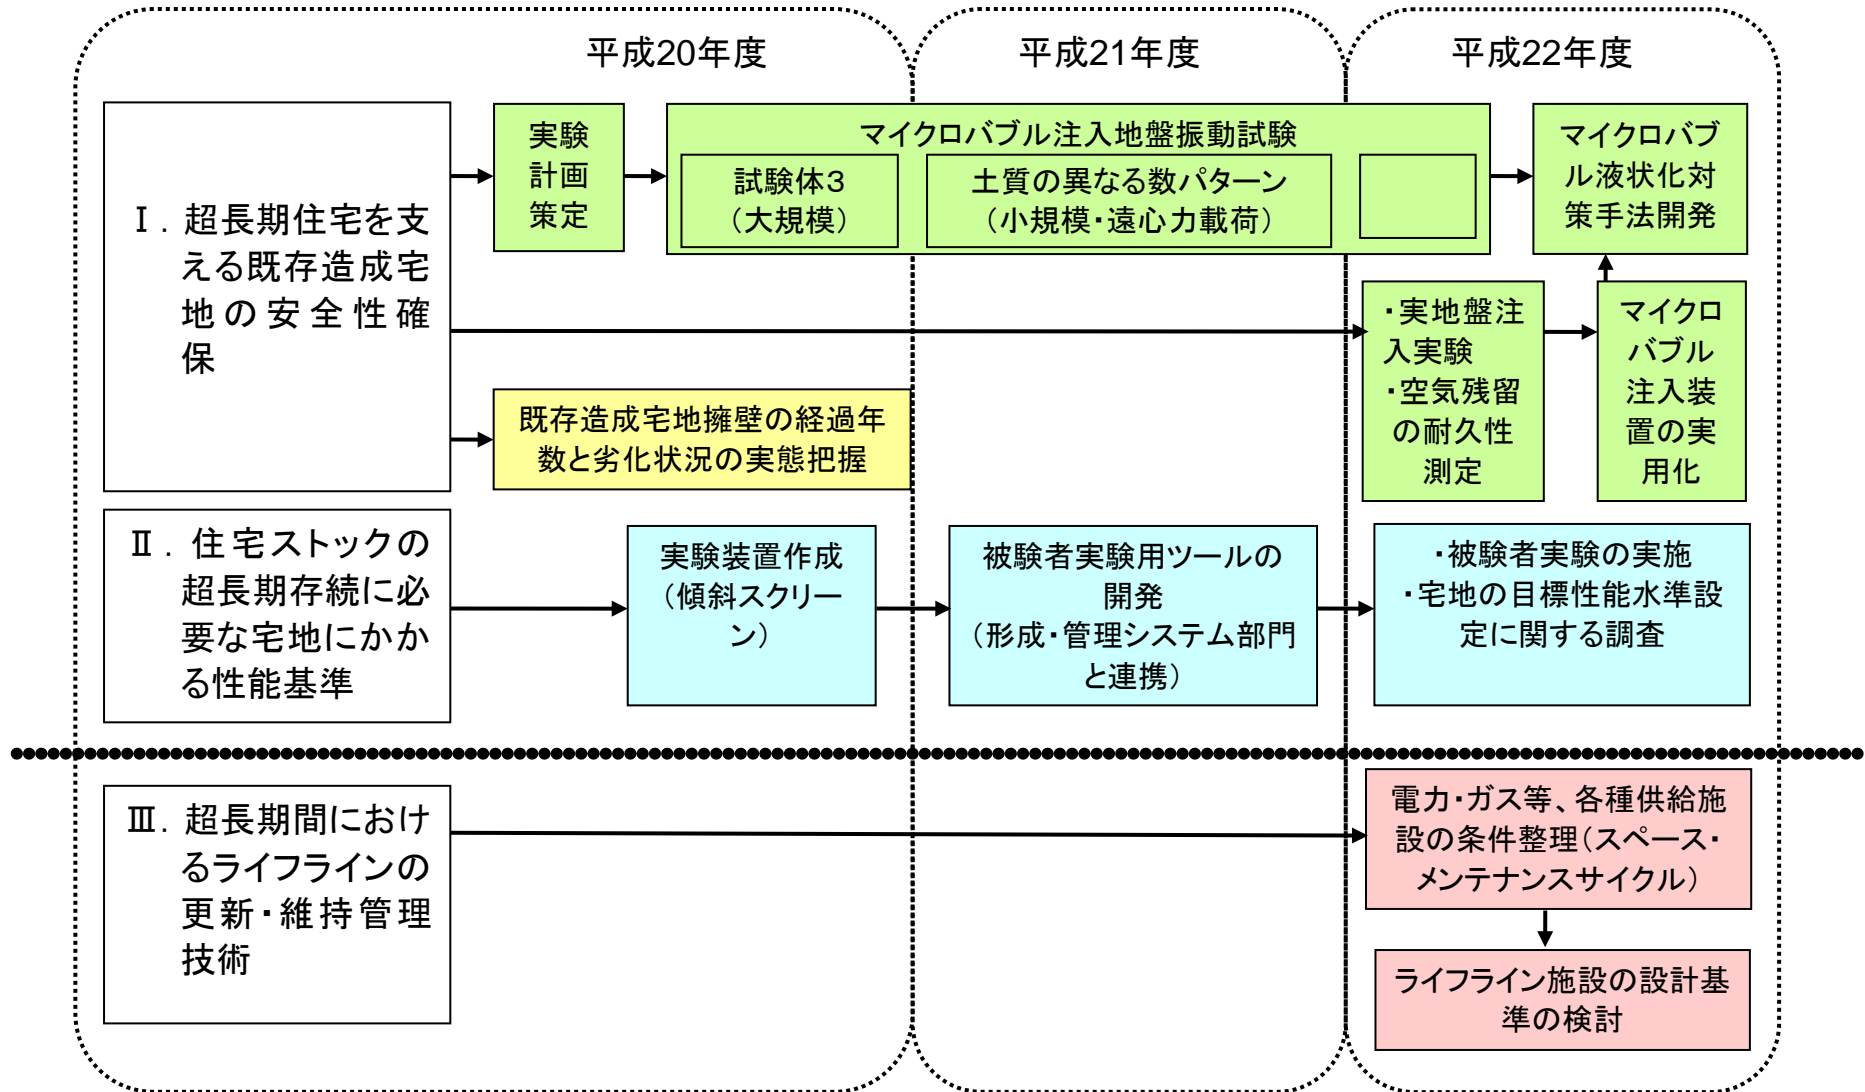 平成20年度
平成21年度
平成22年度
Ⅰ. 超長期住宅を支
える既存造成宅
地の安全性確
保
実験
計画
策定
マイクロバブル注入地盤振動試験
試験体3
（大規模）
土質の異なる数パターン
（小規模・遠心力載荷）
マイクロバブ
ル液状化対
策手法開発
・実地盤注
入実験
・空気残留
の耐久性
測定
マイクロ
バブル
注入装
置の実
用化
既存造成宅地擁壁の経過年
数と劣化状況の実態把握
Ⅱ. 住宅ストックの
超長期存続に必
要な宅地にかか
る性能基準
実験装置作成
（傾斜スクリー
ン）
被験者実験用ツールの
開発
（形成・管理システム部門
と連携）
・被験者実験の実施
・宅地の目標性能水準設
定に関する調査
Ⅲ. 超長期間におけ
るライフラインの
更新・維持管理
技術
電力・ガス等、各種供給施
設の条件整理（スペース・
メンテナンスサイクル）
ライフライン施設の設計基
準の検討